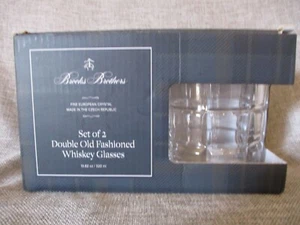 Brooks Brothers
FINE EUROPEAN CRYSTAL
MADE IN THE CZECH REPUBLIC
Set of 2
Double Old Fashioned
Whiskey Glasses